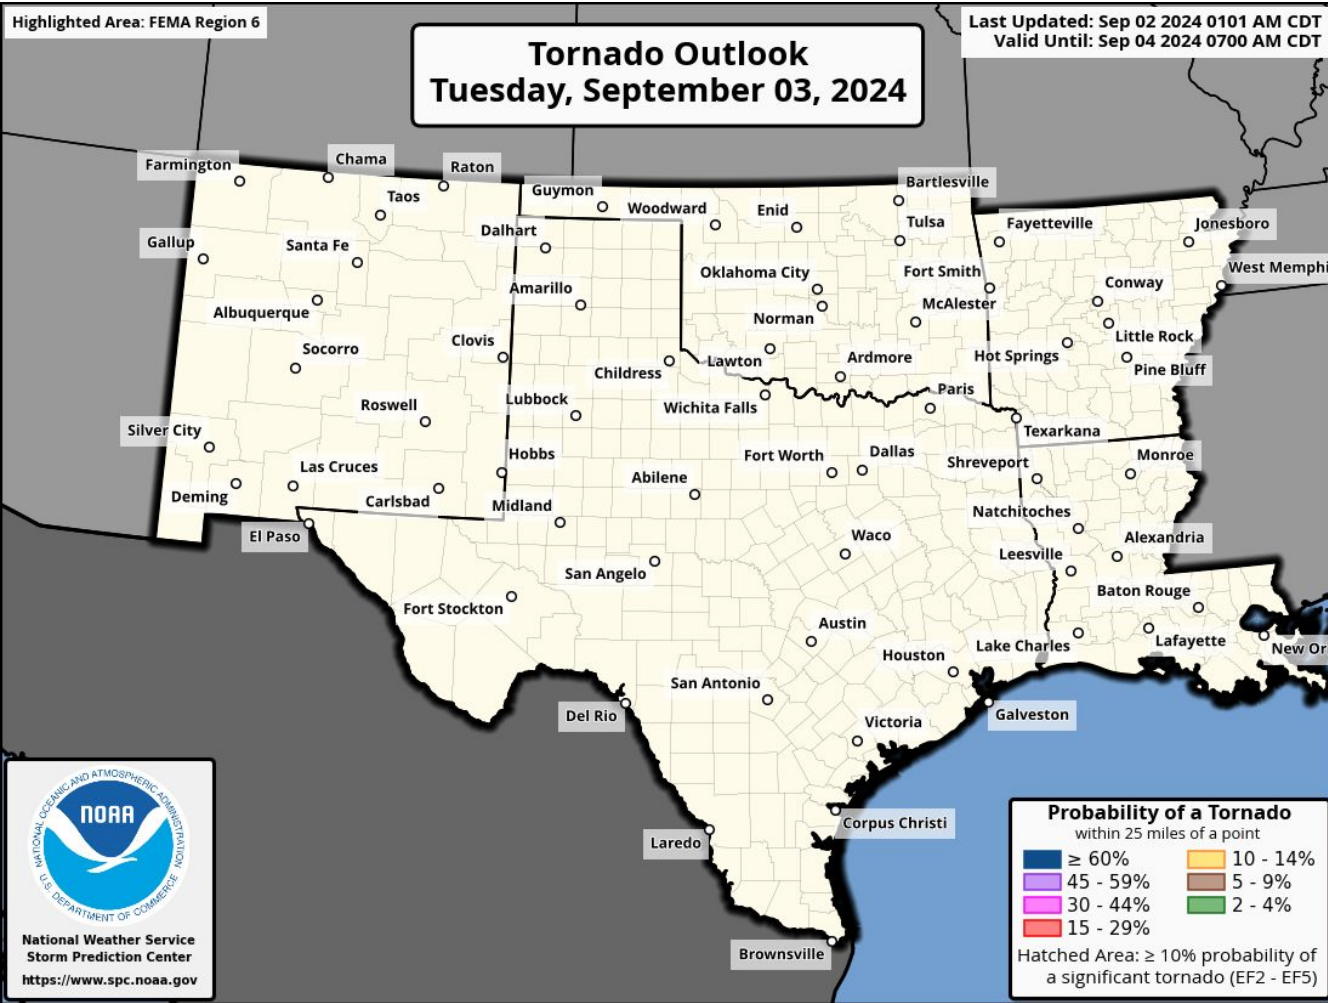 Highlighted Area: FEMA Region 6
Last Updated: Sep 02 2024 0101 AM CDT
Valid Until: Sep 04 2024 0700 AM CDT
Tornado Outlook
Tuesday, September 03, 2024
Farmington
Chama
Raton
Taos
Guymon
Woodward
Enid
Bartlesville
Tulsa
Fayetteville
Jonesboro
Gallup
Santa Fe
Dalhart
Oklahoma City
Fort Smith
West Memphi
Amarillo
Conway
Albuquerque
Norman
McAlester
Socorro
Clovis
Little Rock
Childress
Lawton
Ardmore
Hot Springs
Pine Bluff
Roswell
Lubbock
Wichita Falls
Paris
Silver City
Texarkana
Las Cruces
Hobbs
Abilene
Fort Worth
Dallas
Shreveport
Monroe
Deming
Carlsbad
Midland
Natchitoches
El Paso
Waco
Leesville
Alexandria
San Angelo
Fort Stockton
Baton Rouge
Austin
Lake Charles
Lafayette
New Or
Houston
San Antonio
Del Rio
Victoria
Galveston
Laredo
Corpus Christi
Brownsville
NATIONAL OCEANIC AND ATMOSPHERIC ADMINISTRATION
NOAA
U.S. DEPARTMENT OF COMMERCE
National Weather Service
Storm Prediction Center
https://www.spc.noaa.gov
Probability of a Tornado
within 25 miles of a point
≥ 60%
10 - 14%
45 - 59%
5 - 9%
30 - 44%
2 - 4%
15 - 29%
Hatched Area: ≥ 10% probability of
a significant tornado (EF2 - EF5)